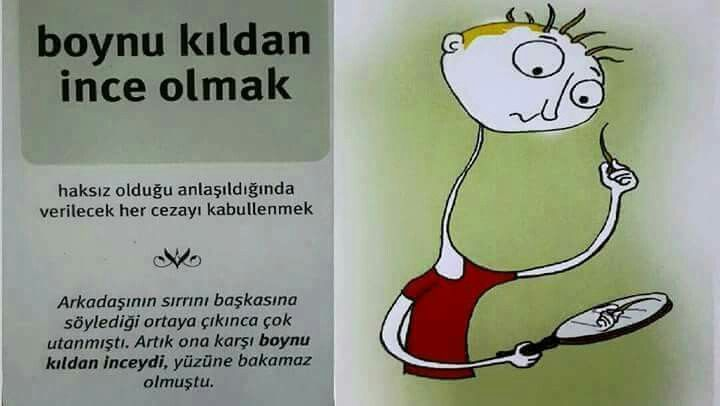 boynu kıldan
ince olmak
haksız olduğu anlaşıldığında
verilecek her cezayı kabullenmek
Arkadaşının sırrını başkasına
söylediği ortaya çıkınca çok
utanmıştı. Artık ona karşı boynu
kıldan inceydi, yüzüne bakamaz
olmuştu.